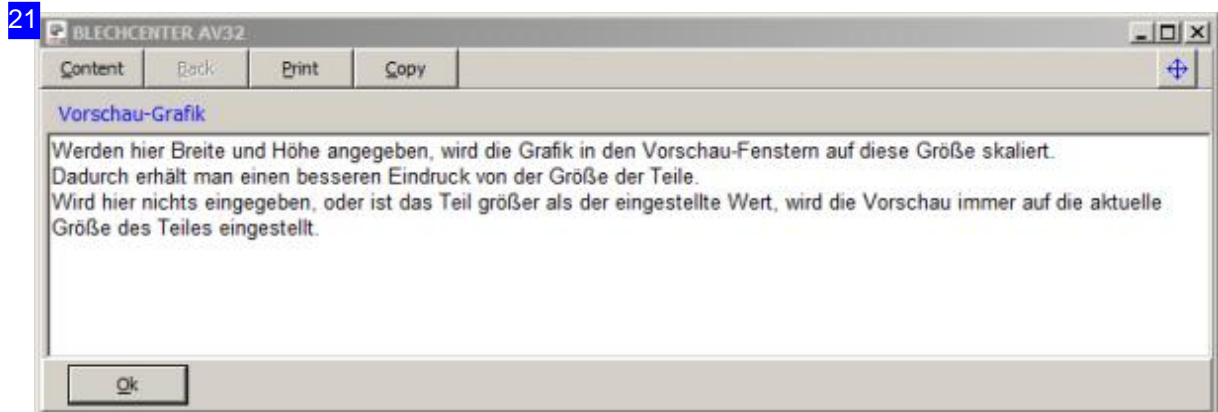 21
BLECHCENTER AV32
Content Back Print Copy
Vorschau-Grafik
Werden hier Breite und Höhe angegeben, wird die Grafik in den Vorschau-Fenstern auf diese Größe skaliert.
Dadurch erhält man einen besseren Eindruck von der Größe der Teile.
Wird hier nichts eingegeben, oder ist das Teil größer als der eingestellte Wert, wird die Vorschau immer auf die aktuelle
Größe des Teiles eingestellt.
Ok